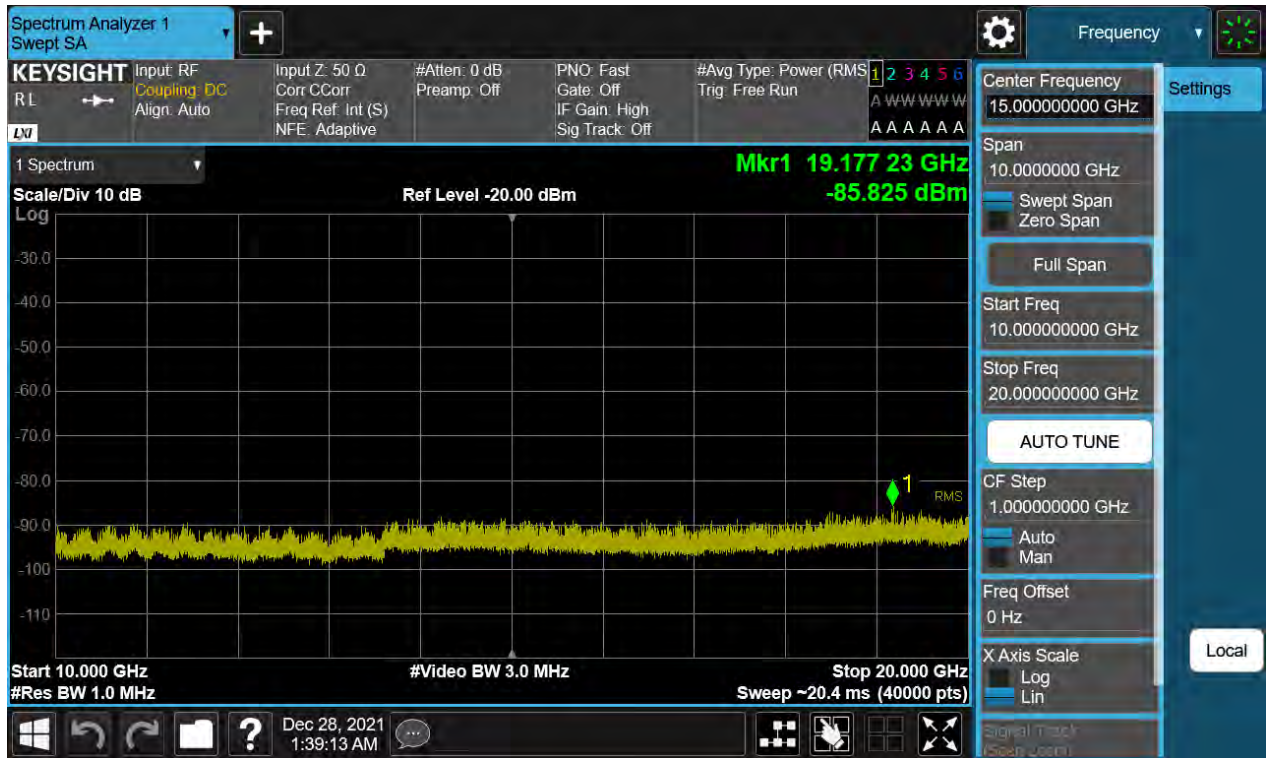 Spectrum Analyzer 1
Swept SA
+
Frequency
KEYSIGHT
RL
LXI
Input: RF
Coupling: DC
Align: Auto
Input Z: 50 Ω
Corr CCorr
Freq Ref: Int (S)
NFE: Adaptive
#Atten: 0 dB
Preamp: Off
PNO: Fast
Gate: Off
IF Gain: High
Sig Track: Off
#Avg Type: Power (RMS
Trig: Free Run
1 2 3 4 5 6
A W W W W W
A A A A A A
1 Spectrum
Scale/Div 10 dB
Ref Level -20.00 dBm
Mkr1 19.177 23 GHz
-85.825 dBm
Log
-30.0
-40.0
-50.0
-60.0
-70.0
-80.0
-90.0
-100
-110
1
RMS
Start 10.000 GHz
#Video BW 3.0 MHz
Stop 20.000 GHz
#Res BW 1.0 MHz
Sweep ~20.4 ms (40000 pts)
Center Frequency
15.000000000 GHz
Settings
Span
10.0000000 GHz
Swept Span
Zero Span
Full Span
Start Freq
10.000000000 GHz
Stop Freq
20.000000000 GHz
AUTO TUNE
CF Step
1.000000000 GHz
Auto
Man
Freq Offset
0 Hz
X Axis Scale
Log
Lin
Signal Track
(Span Zoom)
Local
?
Dec 28, 2021
1:39:13 AM